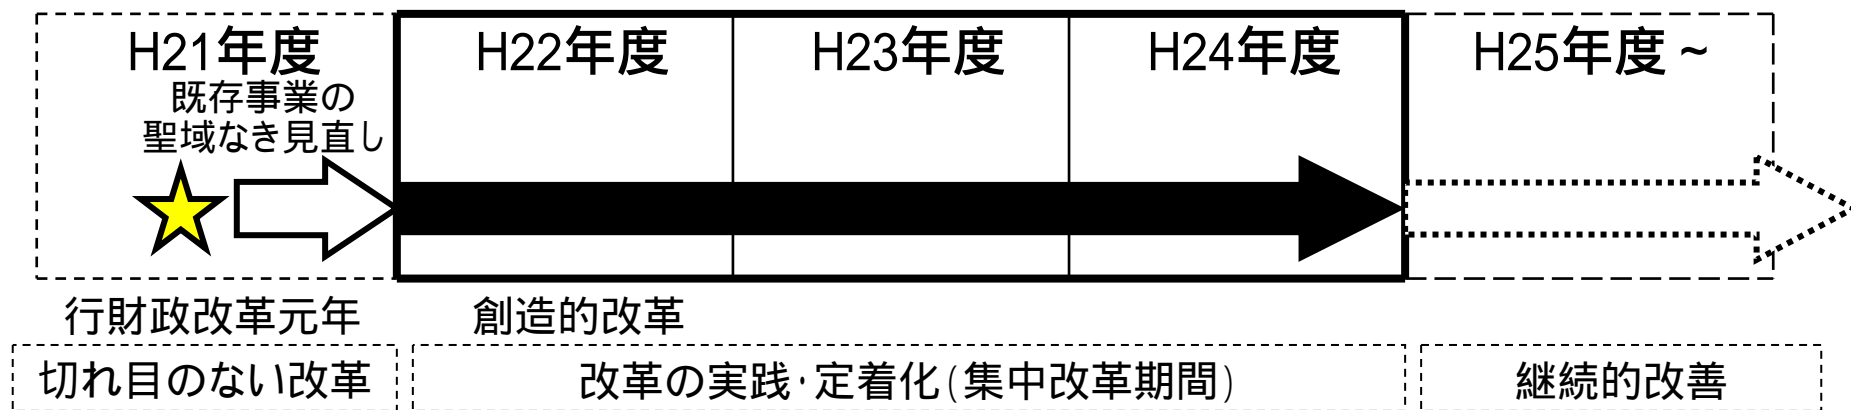 H21年度
既存事業の
聖域なき見直し
H22年度
H23年度
H24年度
H25年度~
行財政改革元年
創造的改革
切れ目のない改革
改革の実践・定着化(集中改革期間)
継続的改善